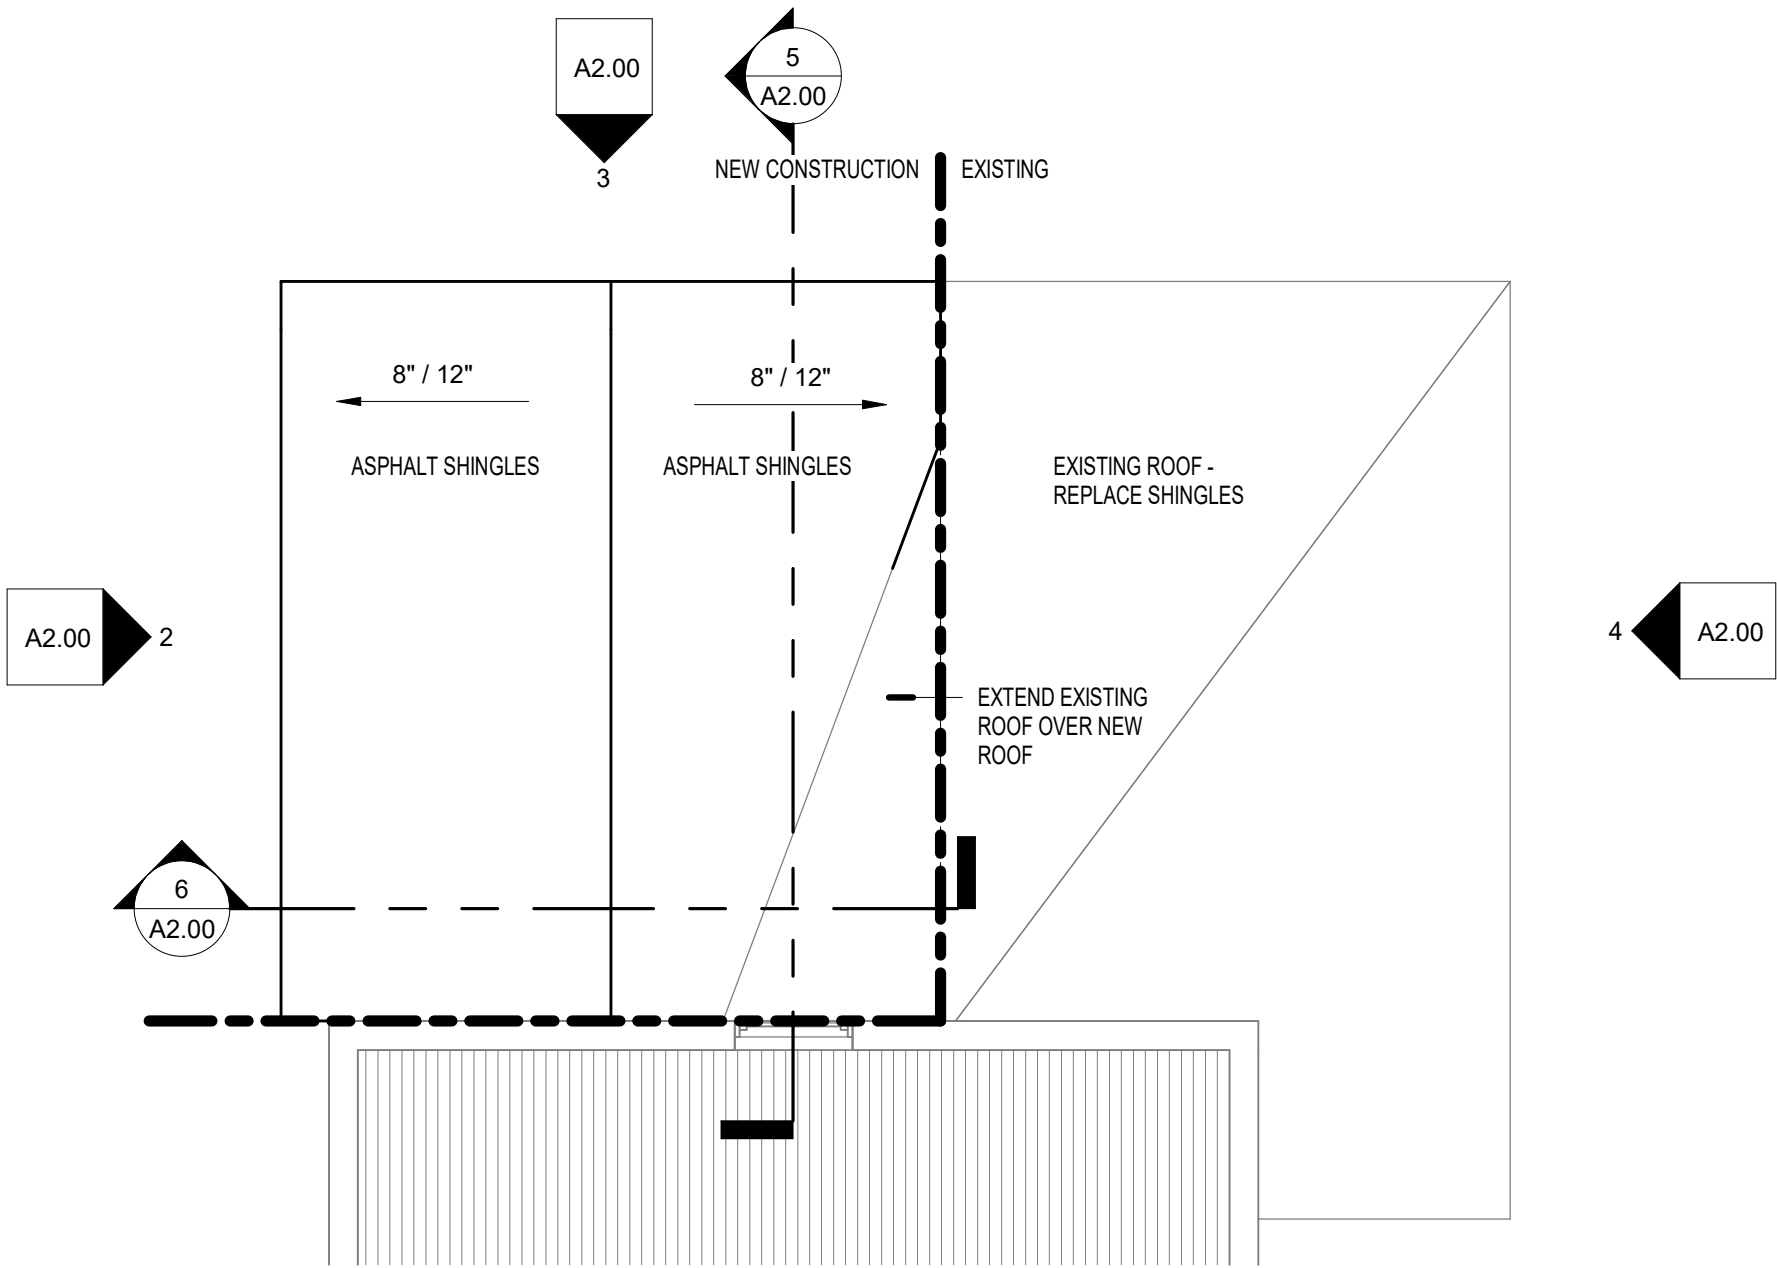 A2.00
3
5
A2.00
NEW CONSTRUCTION
EXISTING
8" / 12"
8" / 12"
ASPHALT SHINGLES
ASPHALT SHINGLES
EXISTING ROOF -
REPLACE SHINGLES
A2.00
2
4
A2.00
EXTEND EXISTING
ROOF OVER NEW
ROOF
6
A2.00